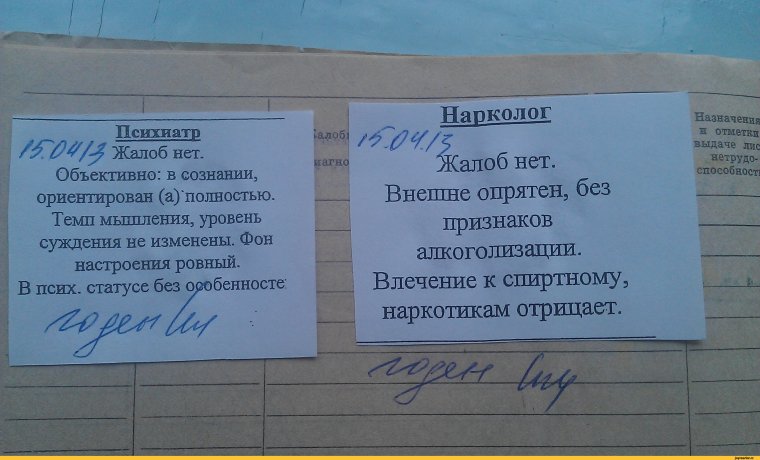 Психиатр
15.04.13 Жалоб нет.
Объективно: в сознании,
ориентирован (а) полностью.
Темп мышления, уровень
суждения не изменены. Фон
настроения ровный.
В псих. статусе без особенносте
годен
Нарколог
15.04.13
Жалоб нет.
Внешне опрятен, без
признаков
алкоголизации.
Влечение к спиртному,
наркотикам отрицает.
годен
Назначения
и отметки
выдаче лис
нетрудо-
способност